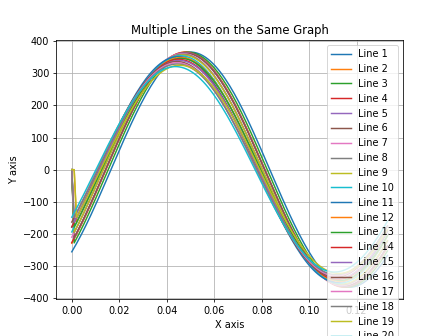 Multiple Lines on the Same Graph
400
300
200
100
0
−100
−200
−300
−400
Y axis
0.00
0.02
0.04
0.06
0.08
0.10
X axis
Line 1
Line 2
Line 3
Line 4
Line 5
Line 6
Line 7
Line 8
Line 9
Line 10
Line 11
Line 12
Line 13
Line 14
Line 15
Line 16
Line 17
Line 18
Line 19
Line 20